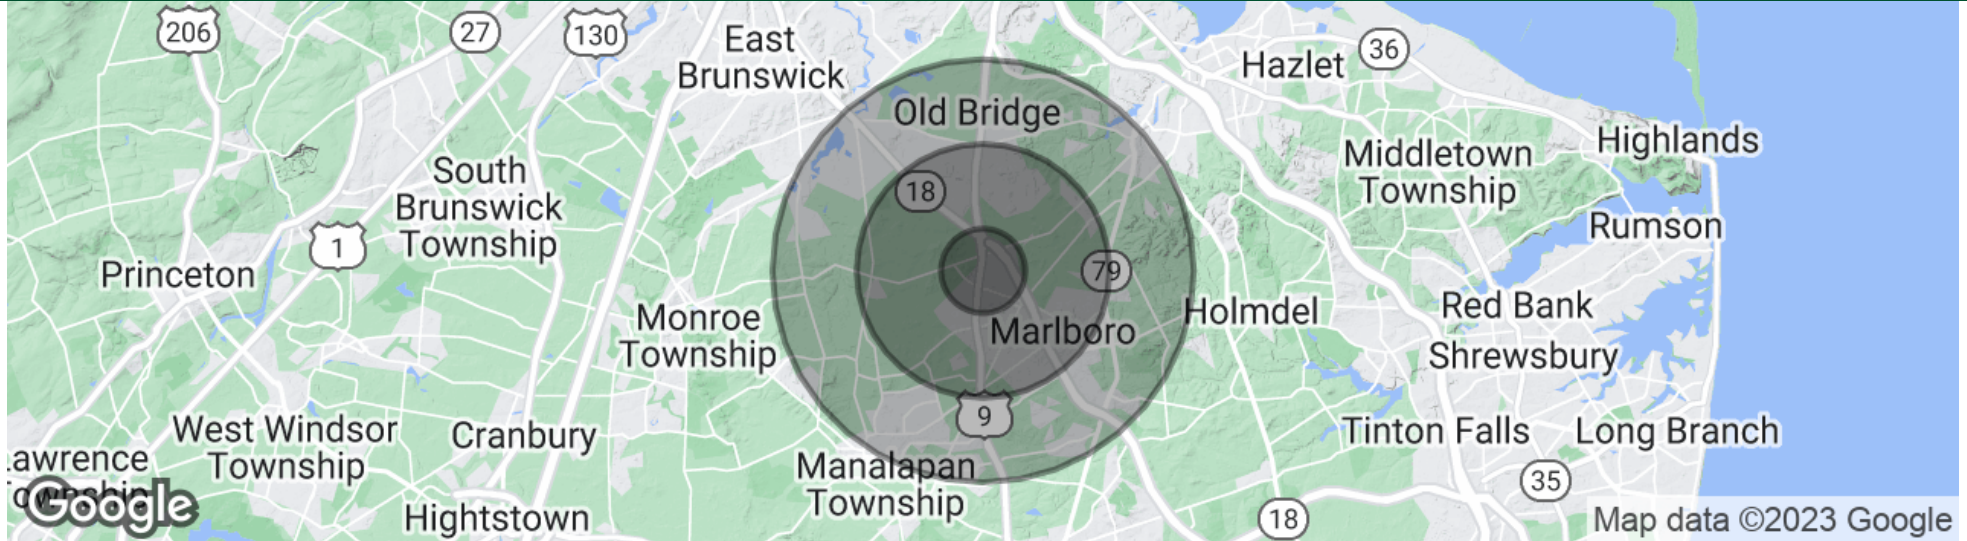 206
27
130
East
Brunswick
Hazlet
36
Old Bridge
Highlands
Middletown
Township
South
Brunswick
Township
18
Rumson
1
Princeton
79
Monroe
Township
Marlboro
Holmdel
Red Bank
Shrewsbury
9
West Windsor
Township
Cranbury
Tinton Falls
Long Branch
awrence
ownship
Manalapan
Township
35
Google
Hightstown
18
Map data ©2023 Google